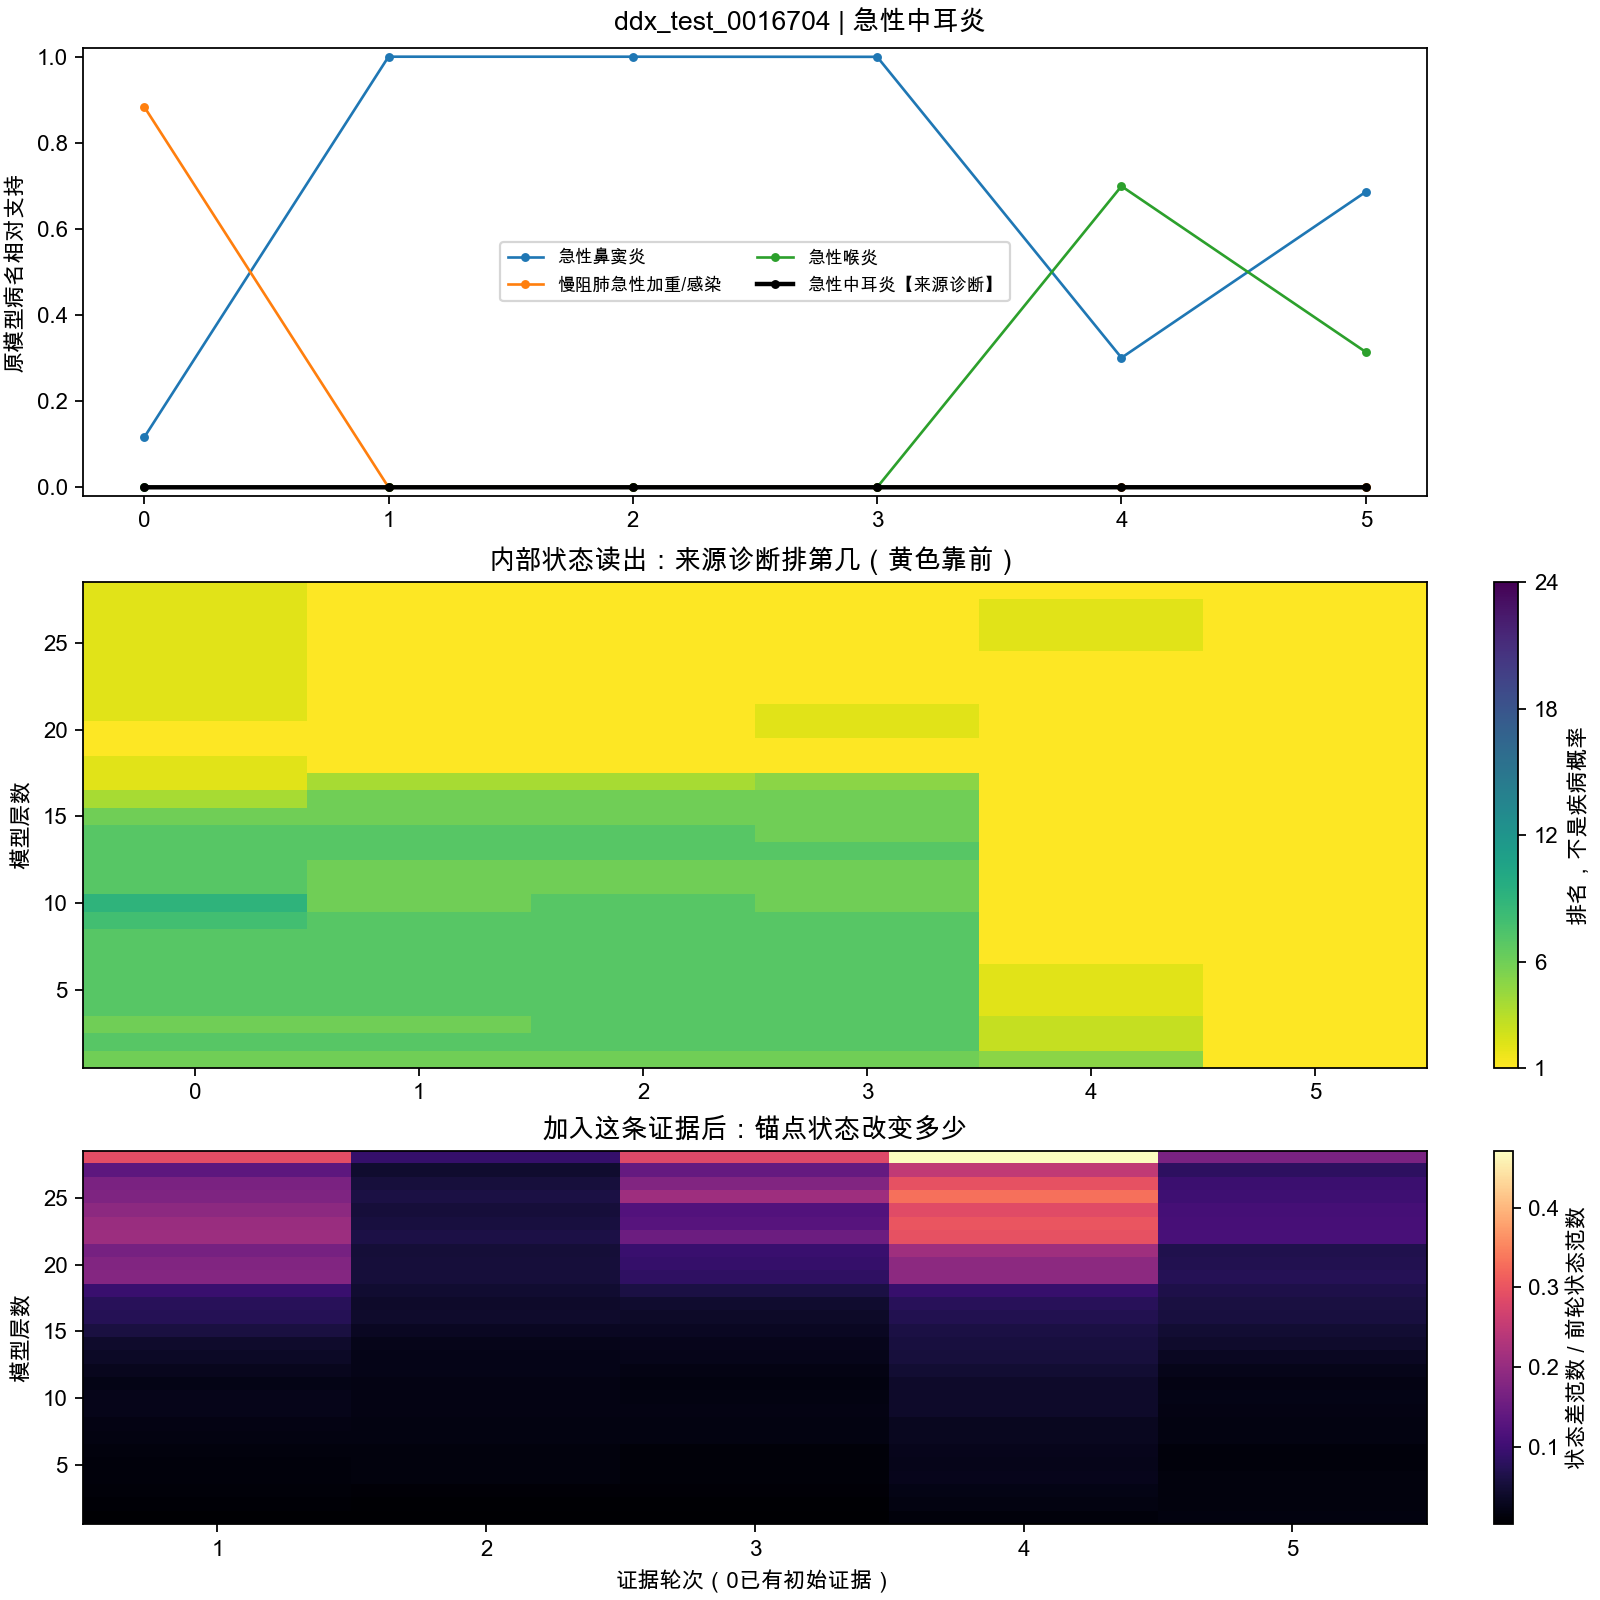 ddx_test_0016704 | 急性中耳炎
原模型病名相对支持
1.0
0.8
0.6
0.4
0.2
0.0
急性鼻窦炎
慢阻肺急性加重/感染
急性喉炎
急性中耳炎【来源诊断】
0 1 2 3 4 5
内部状态读出：来源诊断排第几（黄色靠前）
模型层数
25
20
15
10
5
0 1 2 3 4 5
24
18
12
6
1
排名，不是疾病概率
加入这条证据后：锚点状态改变多少
模型层数
25
20
15
10
5
1 2 3 4 5
证据轮次（0已有初始证据）
0.4
0.3
0.2
0.1
状态差范数 / 前轮状态范数